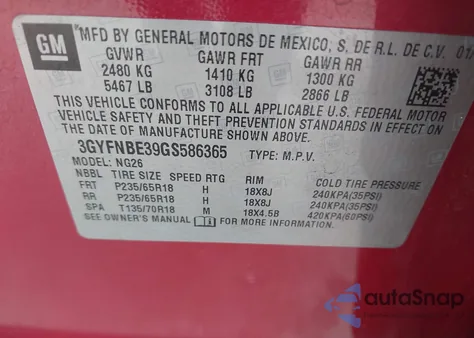 GM
*MFD BY GENERAL MOTORS DE MEXICO, S. DE R.L. DE C.V. 01/
GVWR GAWR FRT GAWR RR
2480 KG 1410 KG 1300 KG
5467 LB 3108 LB 2866 LB
THIS VEHICLE CONFORMS TO ALL APPLICABLE U.S. FEDERAL MOTOR
VEHICLE SAFETY AND THEFT PREVENTION STANDARDS IN EFFECT ON
THE DATE OF MANUFACTURE SHOWN ABOVE.
3GYFNBE39GS586365 TYPE: M.P.V.
MODEL: NG26
NBBL TIRE SIZE SPEED RTG RIM COLD TIRE PRESSURE
FRT P235/65R18 H 18X8J 240KPA(35PSI)
RR P235/65R18 H 18X8J 240KPA(35PSI)
SPA T135/70R18 M 18X4.5B 420KPA(60PSI)
SEE OWNER'S MANUAL FOR MORE INFORMATION
autoSnap